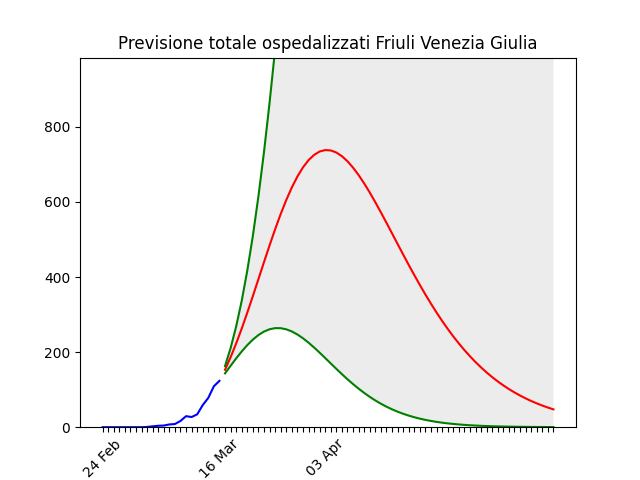 Previsione totale ospedalizzati Friuli Venezia Giulia
800
600
400
200
0
24 Feb
16 Mar
03 Apr